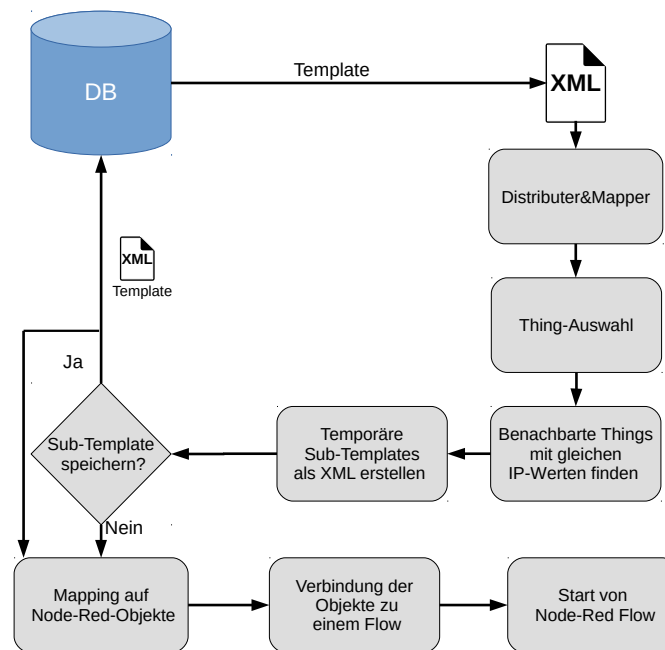 DB
Template
XML
Distributer&Mapper
XML
Template
Thing-Auswahl
Ja
Sub-Template
speichern?
Temporäre
Sub-Templates
als XML erstellen
Benachbarte Things
mit gleichen
IP-Werten finden
Nein
Mapping auf
Node-Red-Objekte
Verbindung der
Objekte zu
einem Flow
Start von
Node-Red Flow